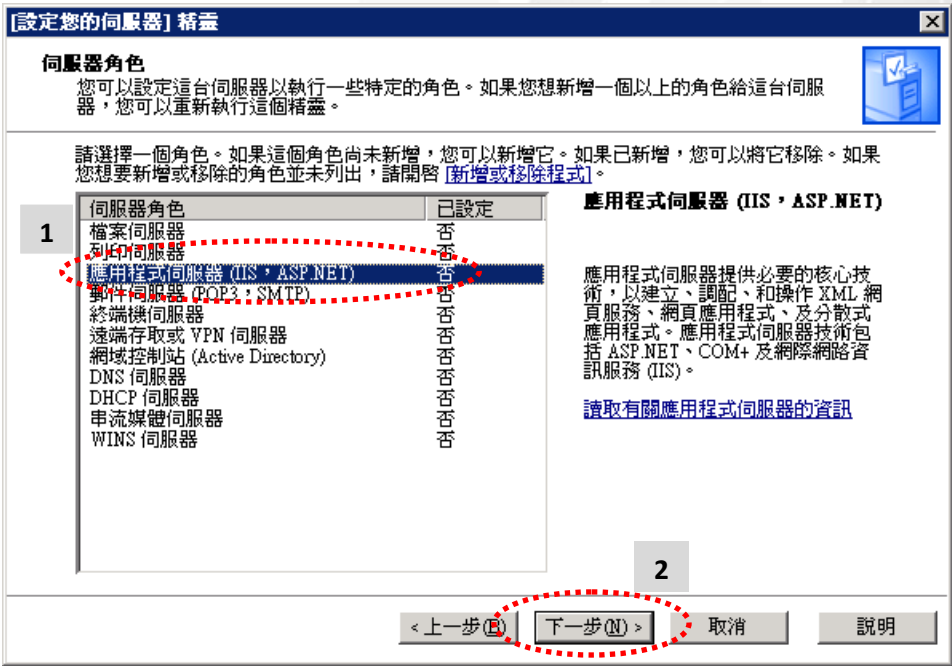 [設定您的伺服器] 精靈
伺服器角色
您可以設定這台伺服器以執行一些特定的角色。如果您想新增一個以上的角色給這台伺服
器，您可以重新執行這個精靈。
請選擇一個角色。如果這個角色尚未新增，您可以新增它。如果已新增，您可以將它移除。如果
您想要新增或移除的角色並未列出，請開啓 [新增或移除程式]。
1
伺服器角色 已設定
檔案伺服器 否
列印伺服器 否
應用程式伺服器 (IIS，ASP.NET) 否
郵件伺服器 (POP3，SMTP) 否
終端機伺服器 否
遠端存取或 VPN 伺服器 否
網域控制站 (Active Directory) 否
DNS 伺服器 否
DHCP 伺服器 否
串流媒體伺服器 否
WINS 伺服器 否
應用程式伺服器 (IIS，ASP.NET)
應用程式伺服器提供必要的核心技
術，以建立、調配、和操作 XML 網
頁服務、網頁應用程式、及分散式
應用程式。應用程式伺服器技術包
括 ASP.NET、COM+ 及網際網路資
訊服務 (IIS)。
讀取有關應用程式伺服器的資訊
2
< 上一步(B) 下一步(N) > 取消 說明